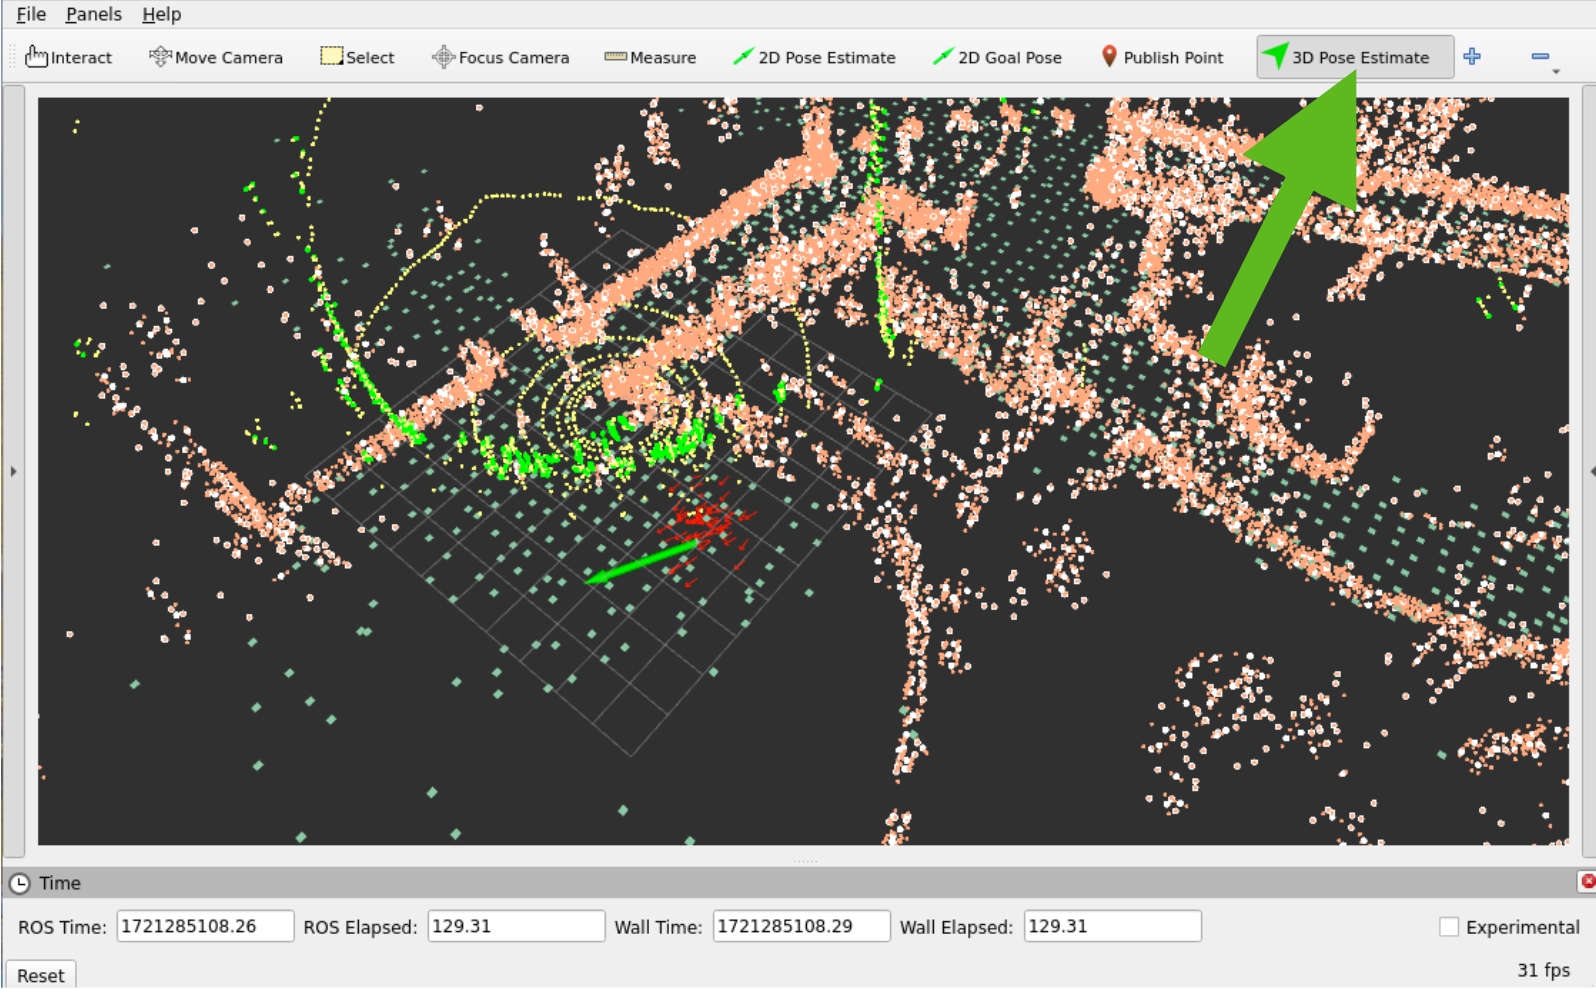 File Panels Help
Interact Move Camera Select Focus Camera Measure 2D Pose Estimate 2D Goal Pose Publish Point 3D Pose Estimate
Time
ROS Time: 1721285108.26 ROS Elapsed: 129.31 Wall Time: 1721285108.29 Wall Elapsed: 129.31 Experimental
Reset 31 fps